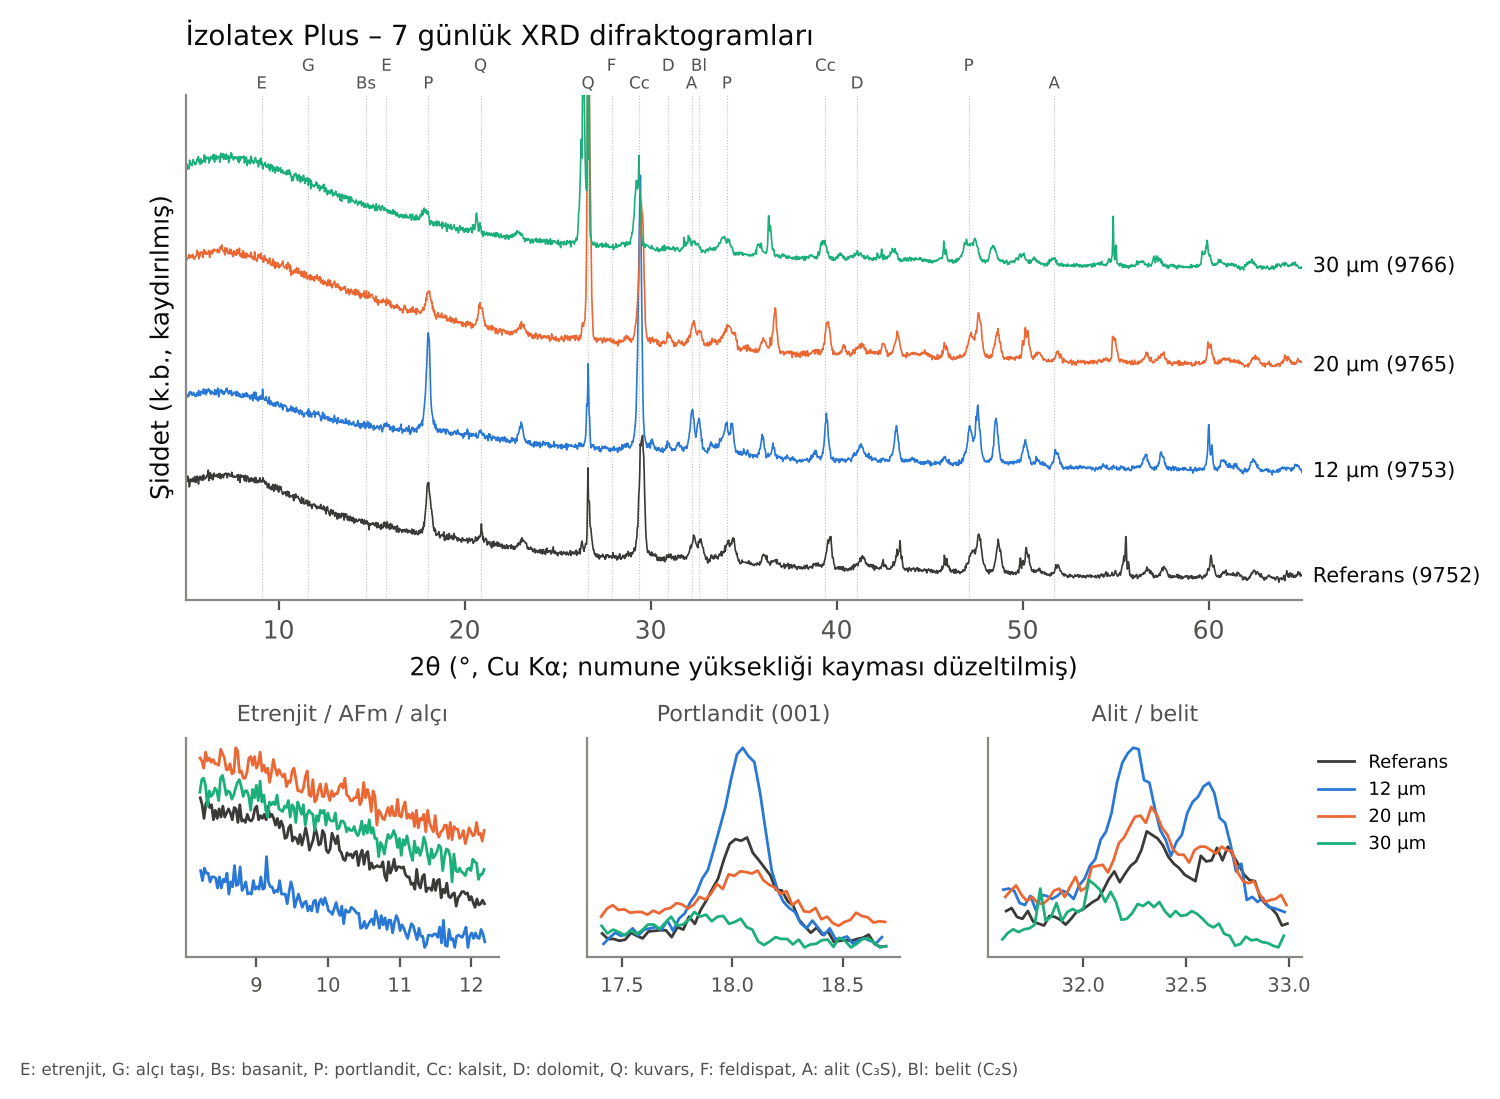 İzolatex Plus – 7 günlük XRD difraktogramları
G E Q F D Bl Cc P
E Bs P Q Cc A P D A
Şiddet (k.b., kaydırılmış)
30 µm (9766)
20 µm (9765)
12 µm (9753)
Referans (9752)
10 20 30 40 50 60
2θ (°, Cu Kα; numune yüksekliği kayması düzeltilmiş)
Etrenjit / AFm / alçı
9 10 11 12
Portlandit (001)
17.5 18.0 18.5
Alit / belit
32.0 32.5 33.0
Referans
12 µm
20 µm
30 µm
E: etrenjit, G: alçı taşı, Bs: basanit, P: portlandit, Cc: kalsit, D: dolomit, Q: kuvars, F: feldispat, A: alit (C₃S), Bl: belit (C₂S)